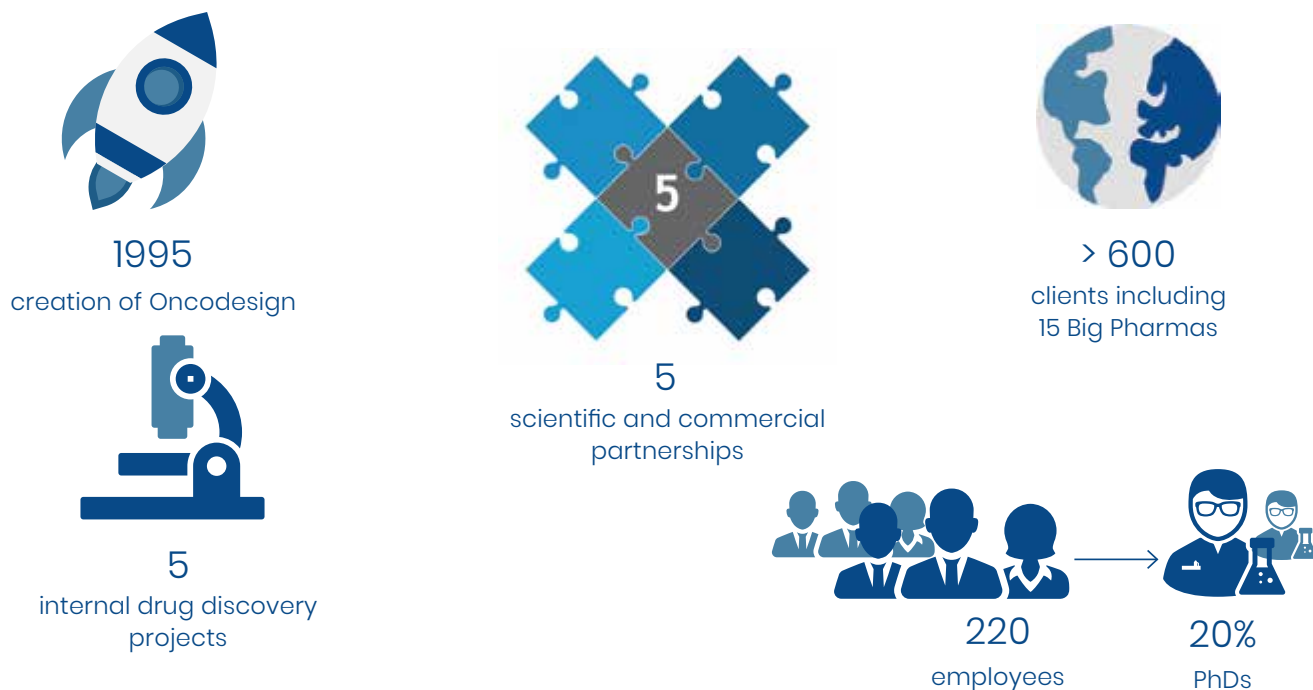 1995
creation of Oncodesign
5
internal drug discovery
projects
5
5
scientific and commercial
partnerships
> 600
clients including
15 Big Pharmas
220
employees
20%
PhDs